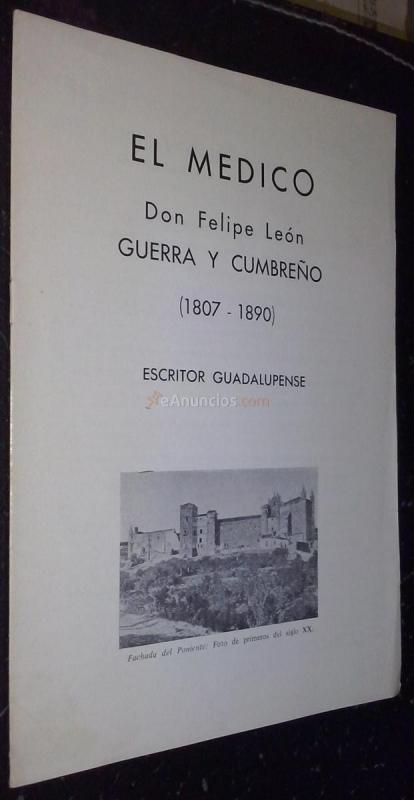 EL MEDICO
Don Felipe León
GUERRA Y CUMBREÑO
(1807 - 1890)
ESCRITOR GUADALUPENSE
eAnuncios.com
Fachada del Poniente: Foto de primeros del siglo XX.